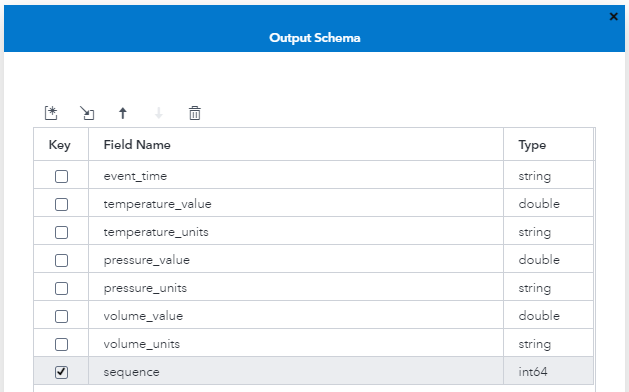 Output Schema
Key Field Name Type
event_time string
temperature_value double
temperature_units string
pressure_value double
pressure_units string
volume_value double
volume_units string
sequence int64